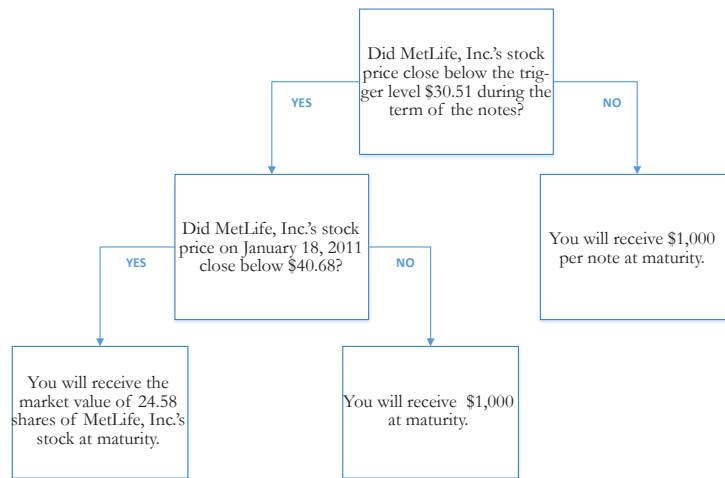 Did MetLife, Inc.'s stock
price close below the trig-
ger level $30.51 during the
term of the notes?
YES
NO
Did MetLife, Inc.'s stock
price on January 18, 2011
close below $40.68?
You will receive $1,000
per note at maturity.
YES
NO
You will receive the
market value of 24.58
shares of MetLife, Inc.'s
stock at maturity.
You will receive $1,000
at maturity.